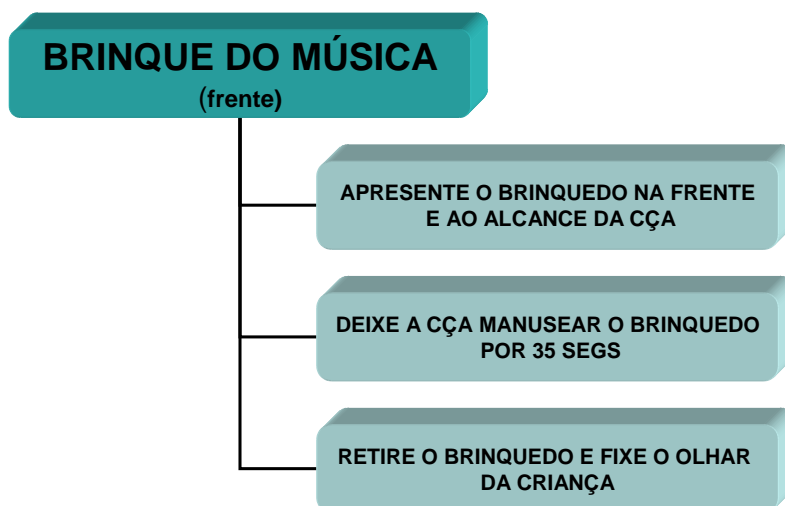 BRINQUE DO MÚSICA
(frente)
APRESENTE O BRINQUEDO NA FRENTE
E AO ALCANCE DA CÇA
DEIXE A CÇA MANUSEAR O BRINQUEDO
POR 35 SEGS
RETIRE O BRINQUEDO E FIXE O OLHAR
DA CRIANÇA